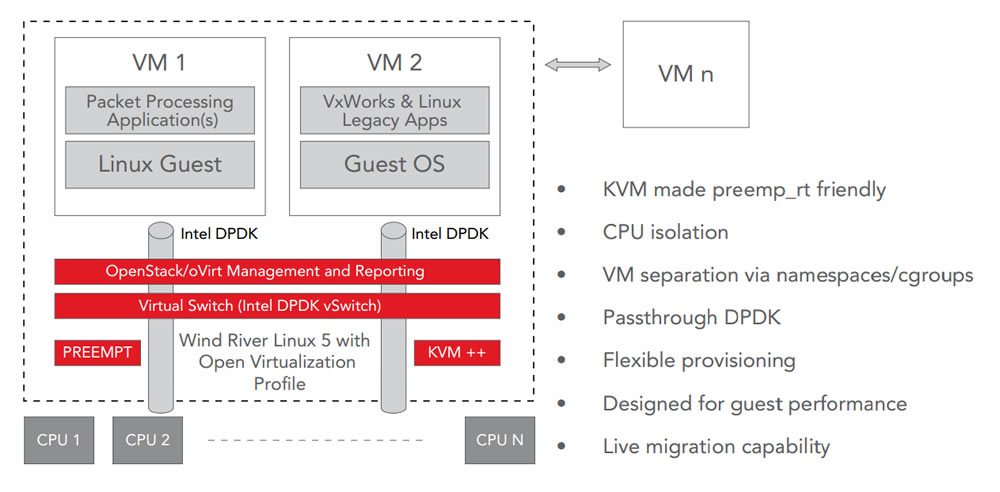 VM 1
Packet Processing
Application(s)
Linux Guest
VM 2
VxWorks & Linux
Legacy Apps
Guest OS
VM n
Intel DPDK
Intel DPDK
OpenStack/oVirt Management and Reporting
Virtual Switch (Intel DPDK vSwitch)
PREEMPT
Wind River Linux 5 with
Open Virtualization
Profile
KVM ++
CPU 1
CPU 2
CPU N
• KVM made preemp_rt friendly
• CPU isolation
• VM separation via namespaces/cgroups
• Passthrough DPDK
• Flexible provisioning
• Designed for guest performance
• Live migration capability